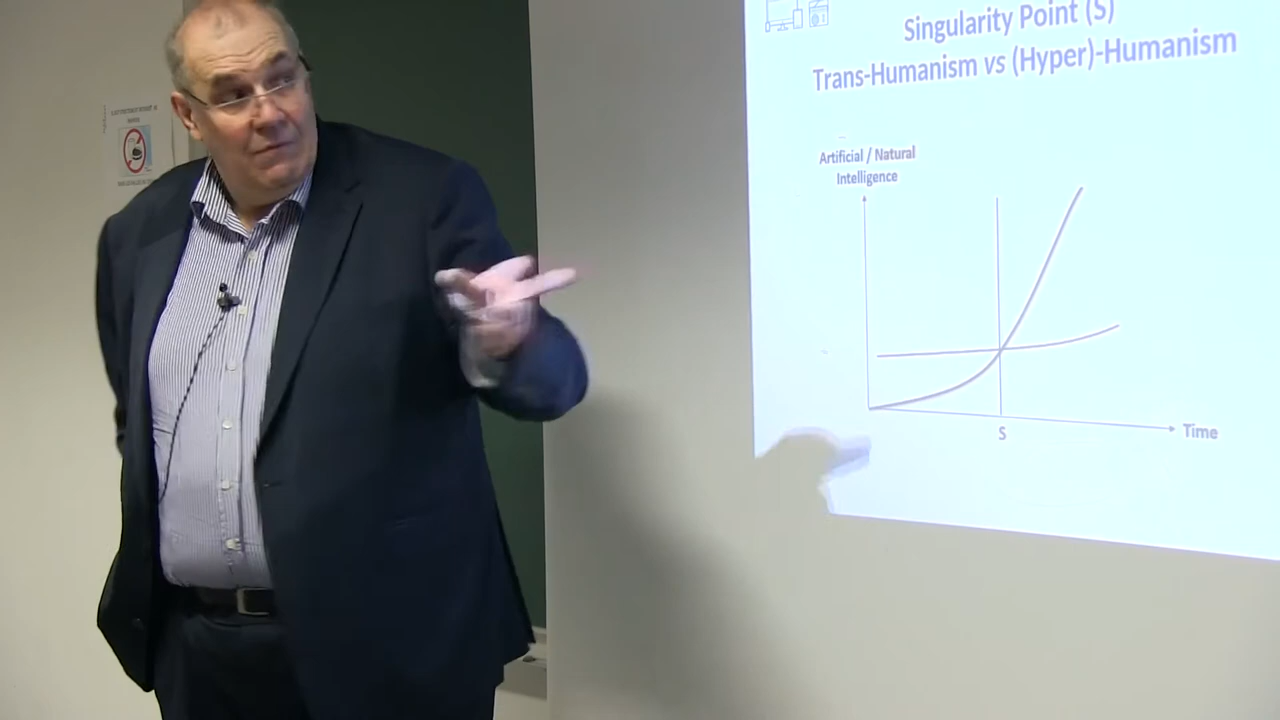 Singularity Point (S)
Trans-Humanism vs (Hyper)-Humanism
Artificial / Natural
Intelligence
S
Time